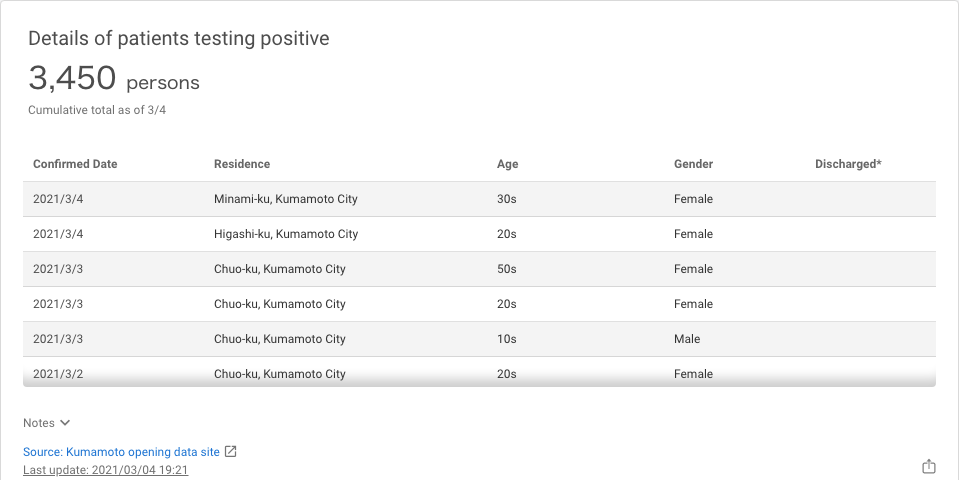 Details of patients testing positive
3,450 persons
Cumulative total as of 3/4
Confirmed Date Residence Age Gender Discharged*
2021/3/4 Minami-ku, Kumamoto City 30s Female
2021/3/4 Higashi-ku, Kumamoto City 20s Female
2021/3/3 Chuo-ku, Kumamoto City 50s Female
2021/3/3 Chuo-ku, Kumamoto City 20s Female
2021/3/3 Chuo-ku, Kumamoto City 10s Male
2021/3/2 Chuo-ku, Kumamoto City 20s Female
Notes
Source: Kumamoto opening data site
Last update: 2021/03/04 19:21